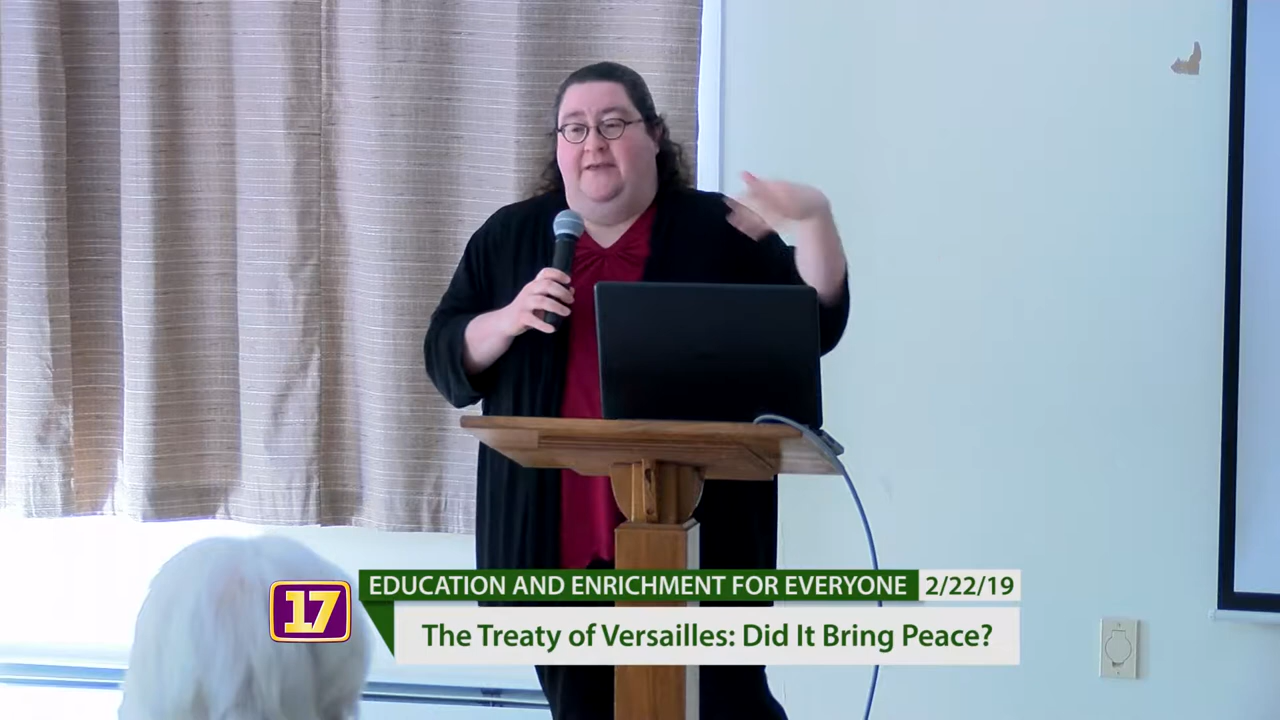 EDUCATION AND ENRICHMENT FOR EVERYONE 2/22/19
17
The Treaty of Versailles: Did It Bring Peace?